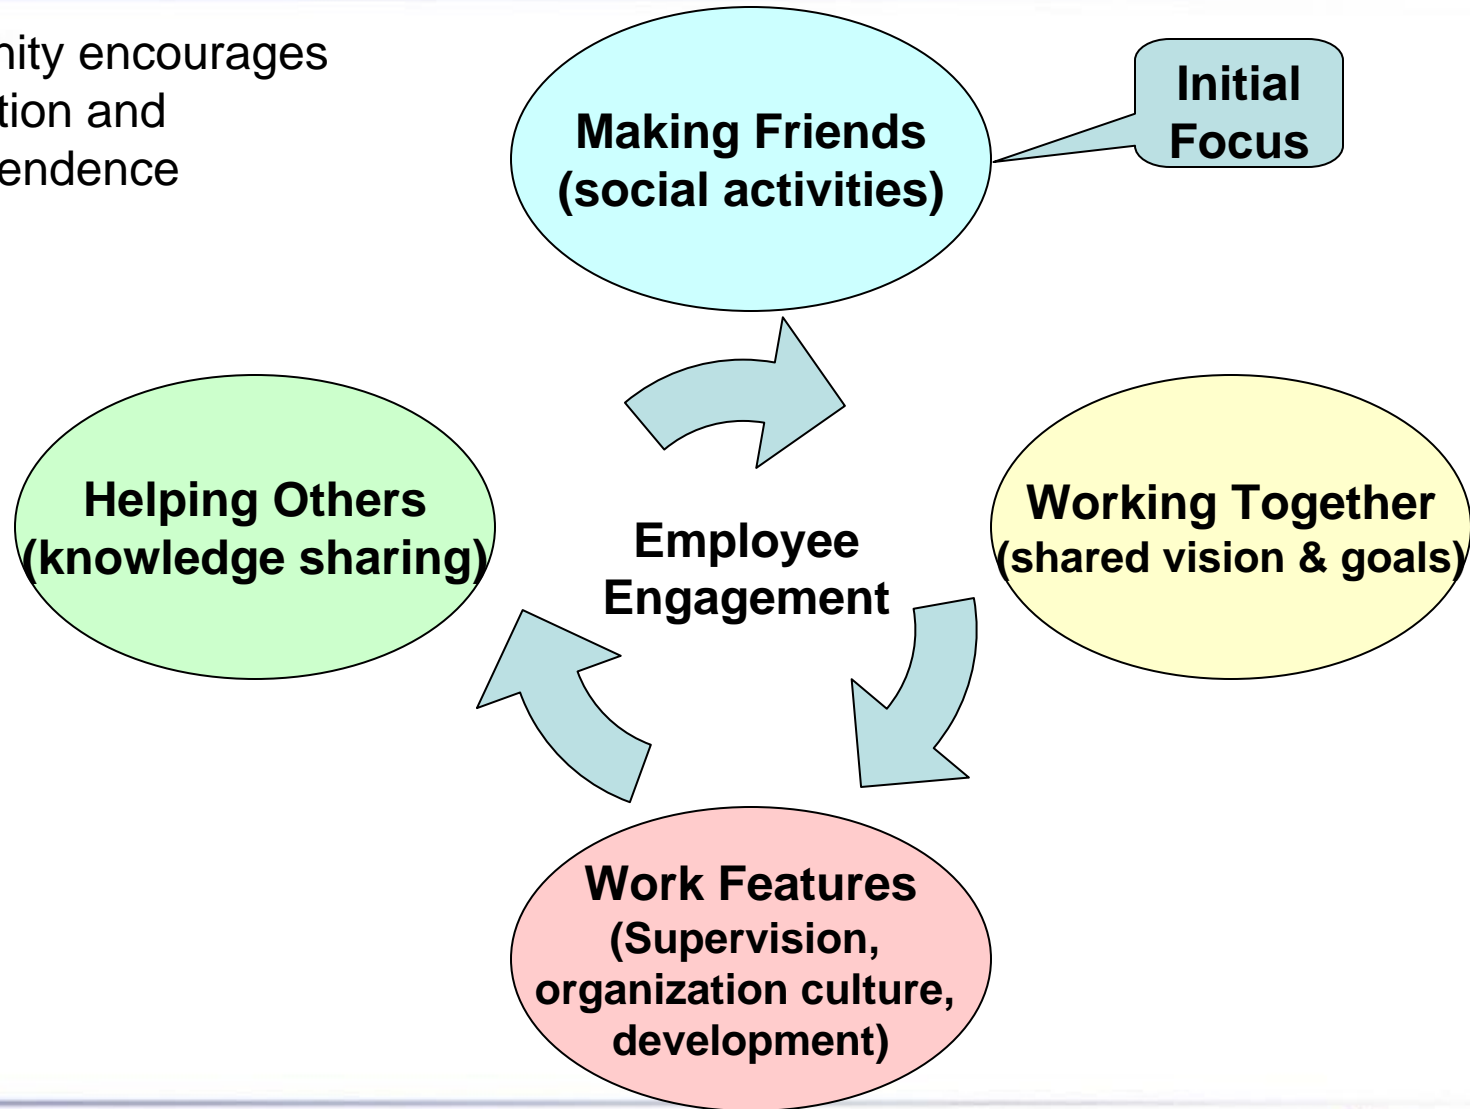 nity encourages
tion and
endence
Making Friends
(social activities)
Initial
Focus
Helping Others
(knowledge sharing)
Employee
Engagement
Working Together
(shared vision & goals)
Work Features
(Supervision,
organization culture,
development)